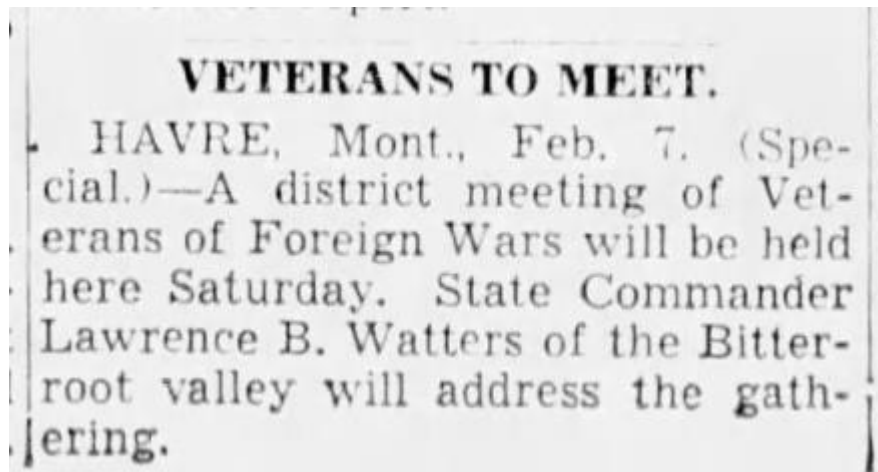 VETERANS TO MEET.
HAVRE, Mont., Feb. 7. (Spe-
cial.)—A district meeting of Vet-
erans of Foreign Wars will be held
here Saturday. State Commander
Lawrence B. Watters of the Bitter-
root valley will address the gath-
ering.